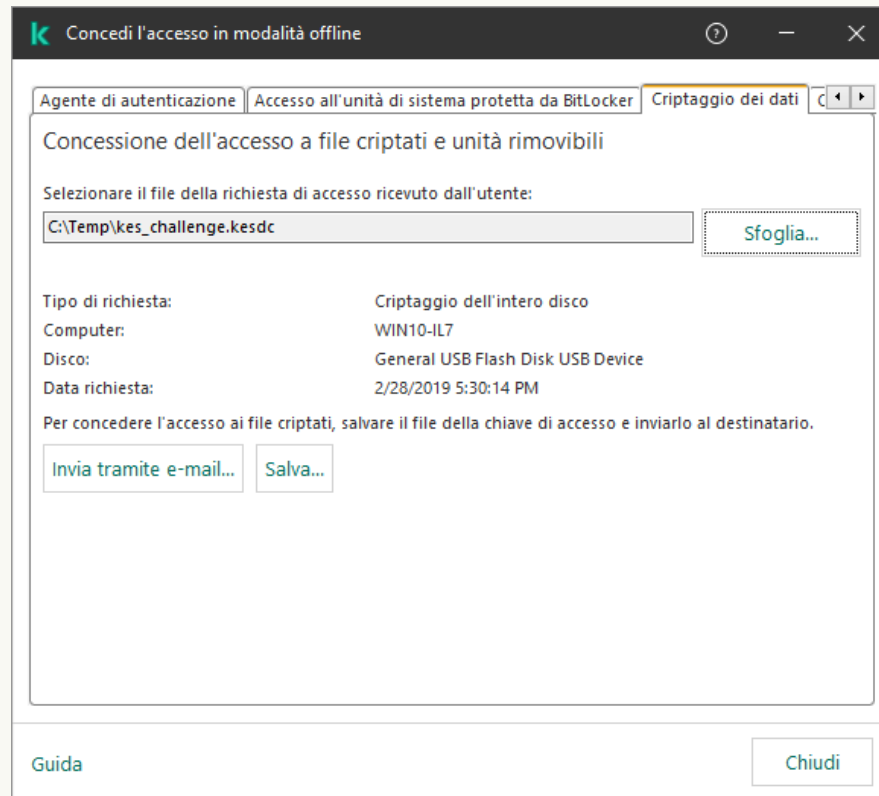 Concedi l'accesso in modalità offline
Agente di autenticazione Accesso all'unità di sistema protetta da BitLocker Criptaggio dei dati
Concessione dell'accesso a file criptati e unità rimovibili
Selezionare il file della richiesta di accesso ricevuto dall'utente:
C:\Temp\kes_challenge.kesdc Sfoglia...
Tipo di richiesta: Criptaggio dell'intero disco
Computer: WIN10-IL7
Disco: General USB Flash Disk USB Device
Data richiesta: 2/28/2019 5:30:14 PM
Per concedere l'accesso ai file criptati, salvare il file della chiave di accesso e inviarlo al destinatario.
Invia tramite e-mail... Salva...
Guida Chiudi